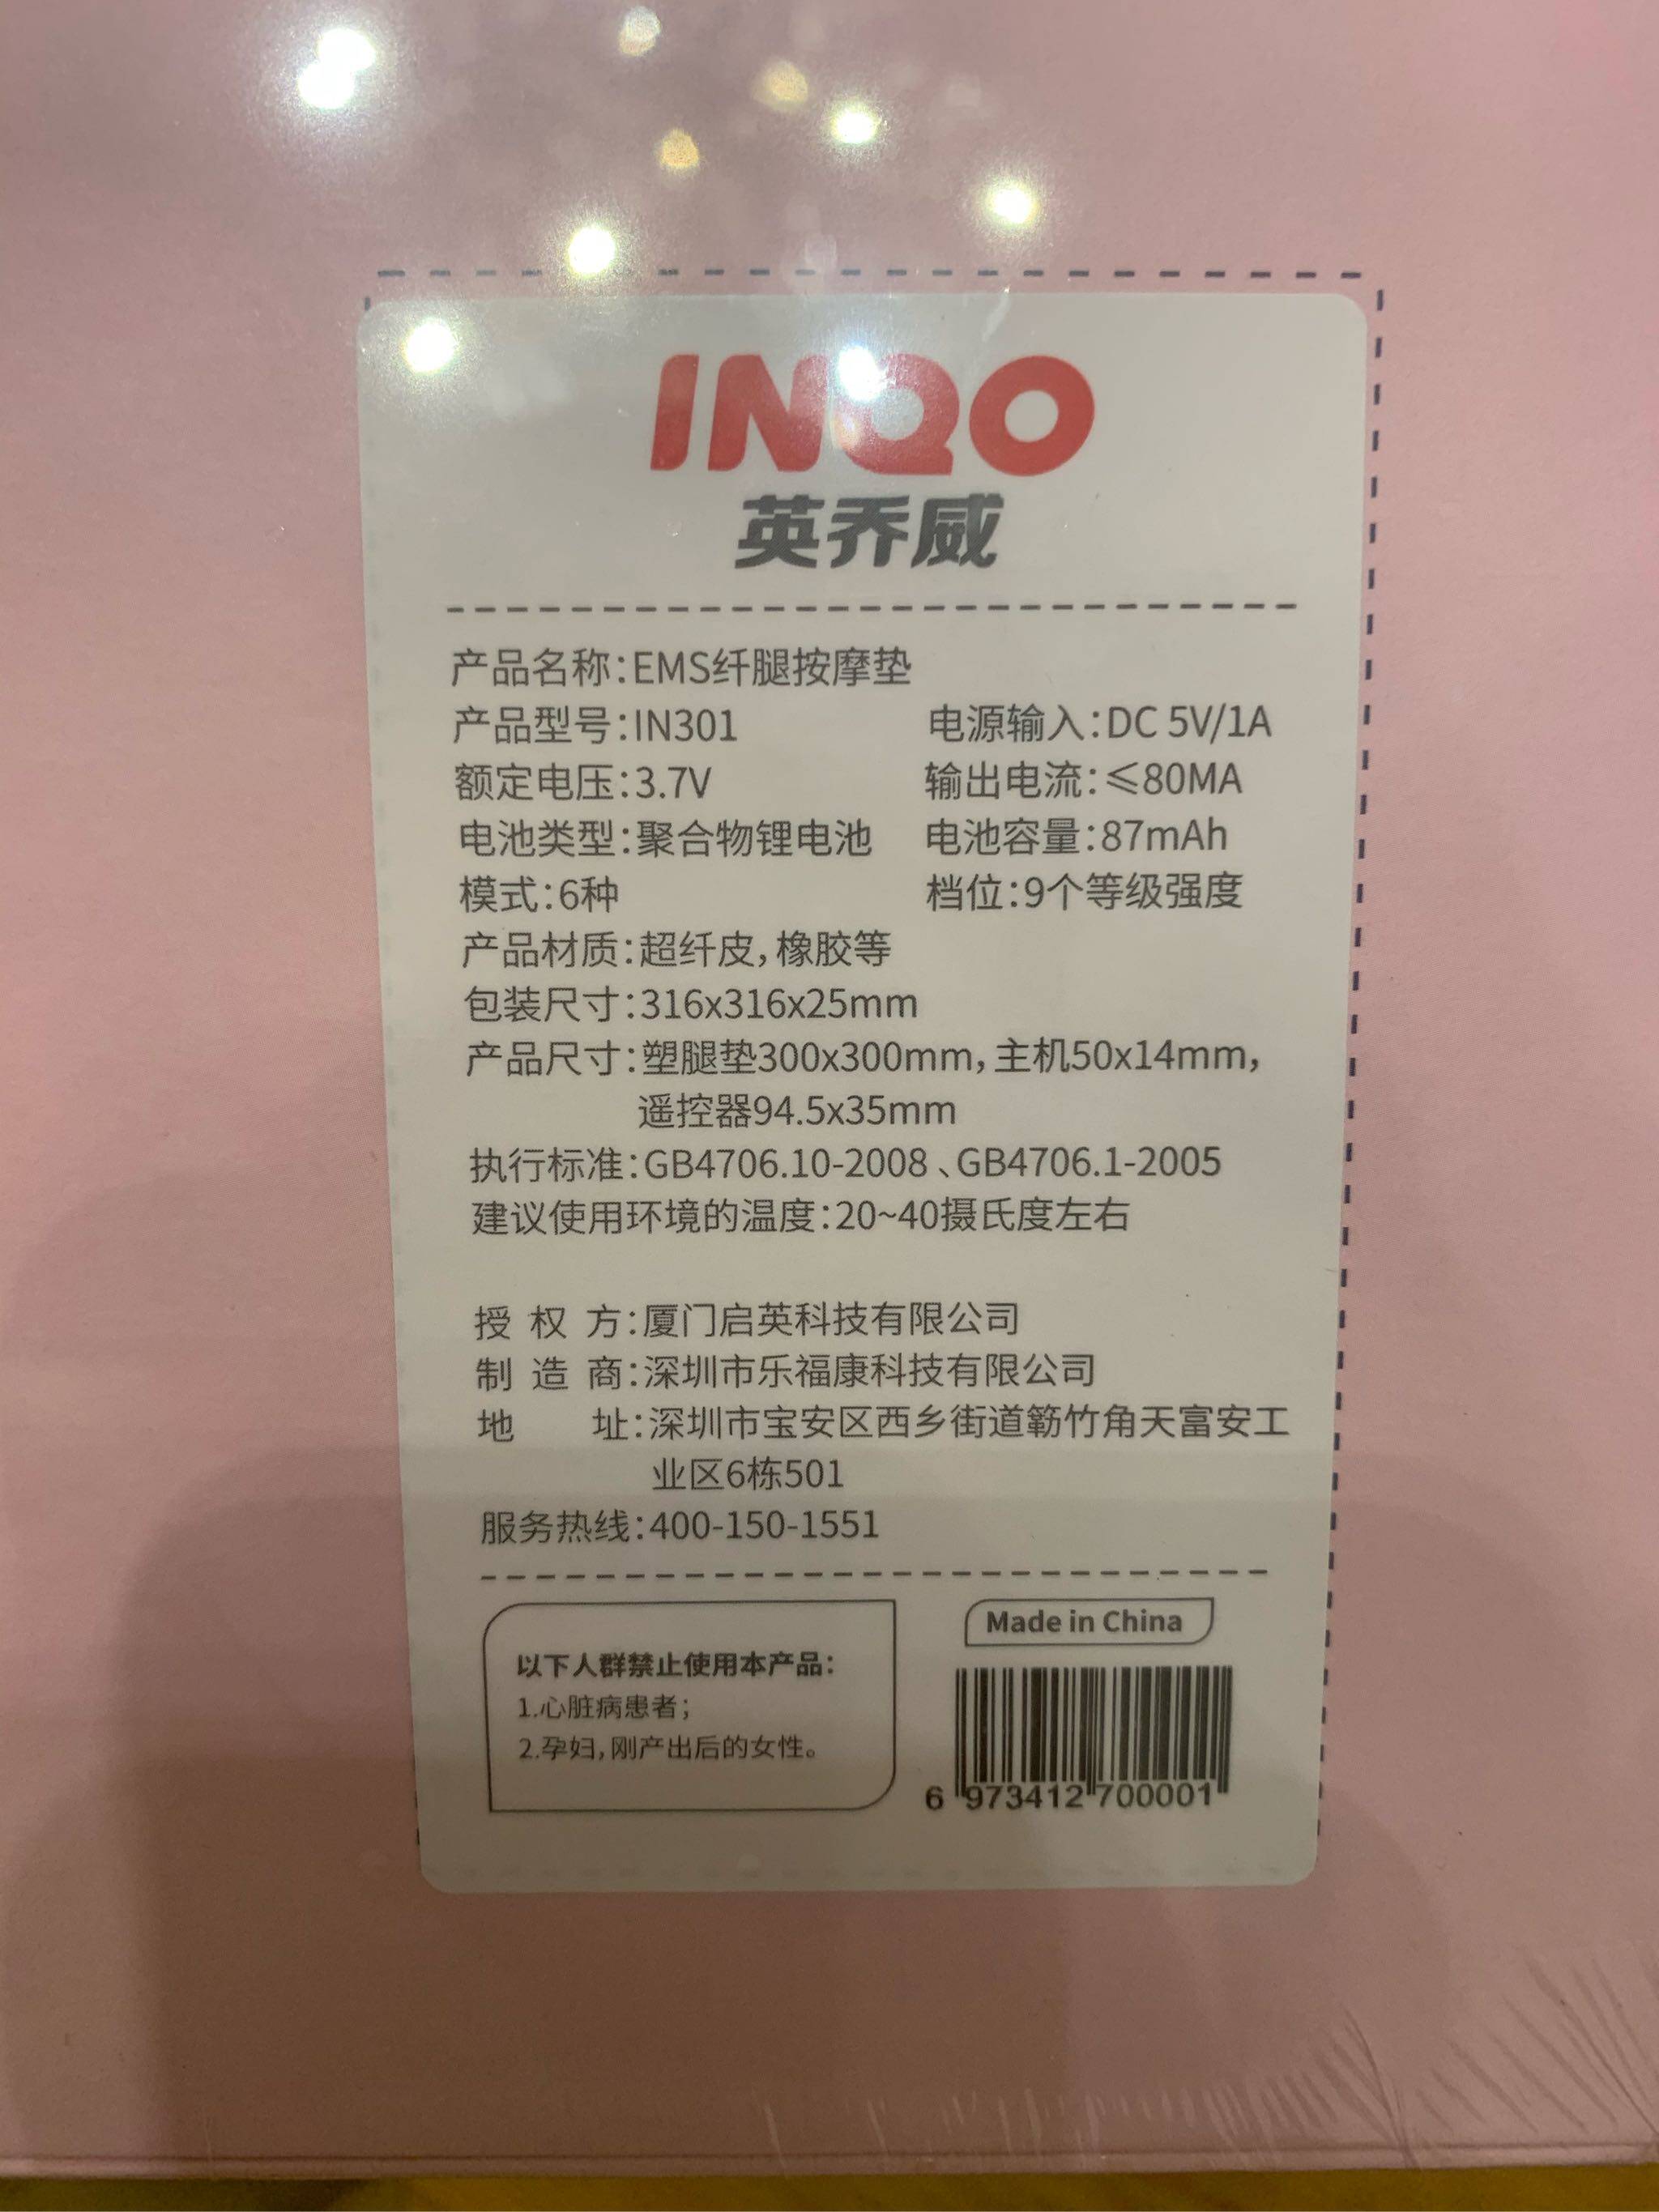 INQO
英乔威
产品名称:EMS纤腿按摩垫
产品型号:IN301 电源输入:DC 5V/1A
额定电压:3.7V 输出电流:≤80MA
电池类型:聚合物锂电池 电池容量:87mAh
模式:6种 档位:9个等级强度
产品材质:超纤皮,橡胶等
包装尺寸:316x316x25mm
产品尺寸:塑腿垫300x300mm,主机50x14mm,
遥控器94.5x35mm
执行标准:GB4706.10-2008、GB4706.1-2005
建议使用环境的温度:20~40摄氏度左右
授权方:厦门启英科技有限公司
制造商:深圳市乐福康科技有限公司
地址:深圳市宝安区西乡街道簕竹角天富安工
业区6栋501
服务热线:400-150-1551
以下人群禁止使用本产品:
1.心脏病患者;
2.孕妇,刚产出后的女性。
Made in China
6 973412 700001